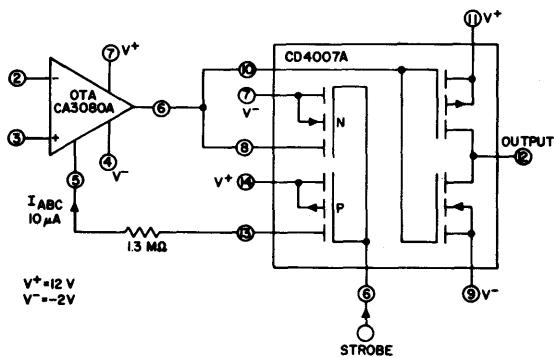 11 V+
CD4007A
7 V+
OTA
CA3080A
2 -
3 +
6
10
7
V-
N
8
4
V-
5
14
V+
P
OUTPUT
12
IABC
10μA
1.3 MΩ
13
9 V-
6
V+=12 V
V-=-2V
STROBE